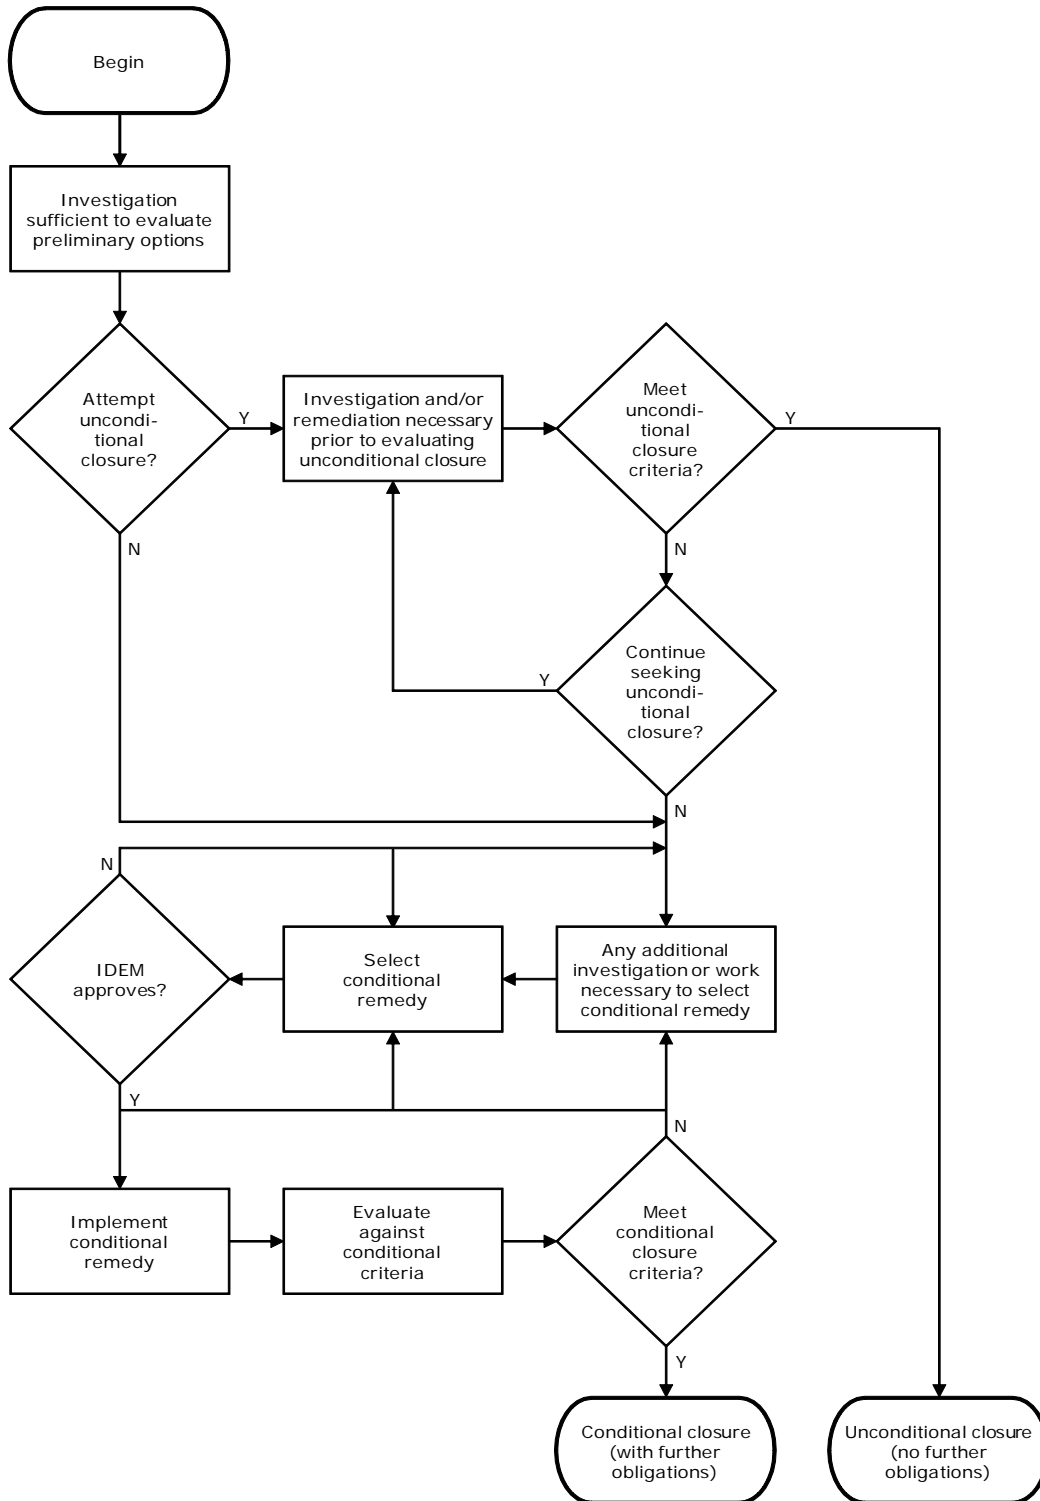 Begin
Investigation
sufficient to evaluate
preliminary options
Attempt
uncondi-
tional
closure?
Y
N
Investigation and/or
remediation necessary
prior to evaluating
unconditional closure
Meet
uncondi-
tional
closure
criteria?
Y
N
Continue
seeking
uncondi-
tional
closure?
Y
N
N
IDEM
approves?
Y
Select
conditional
remedy
Any additional
investigation or work
necessary to select
conditional remedy
N
Implement
conditional
remedy
Evaluate
against
conditional
criteria
Meet
conditional
closure
criteria?
Y
Conditional closure
(with further
obligations)
Unconditional closure
(no further
obligations)